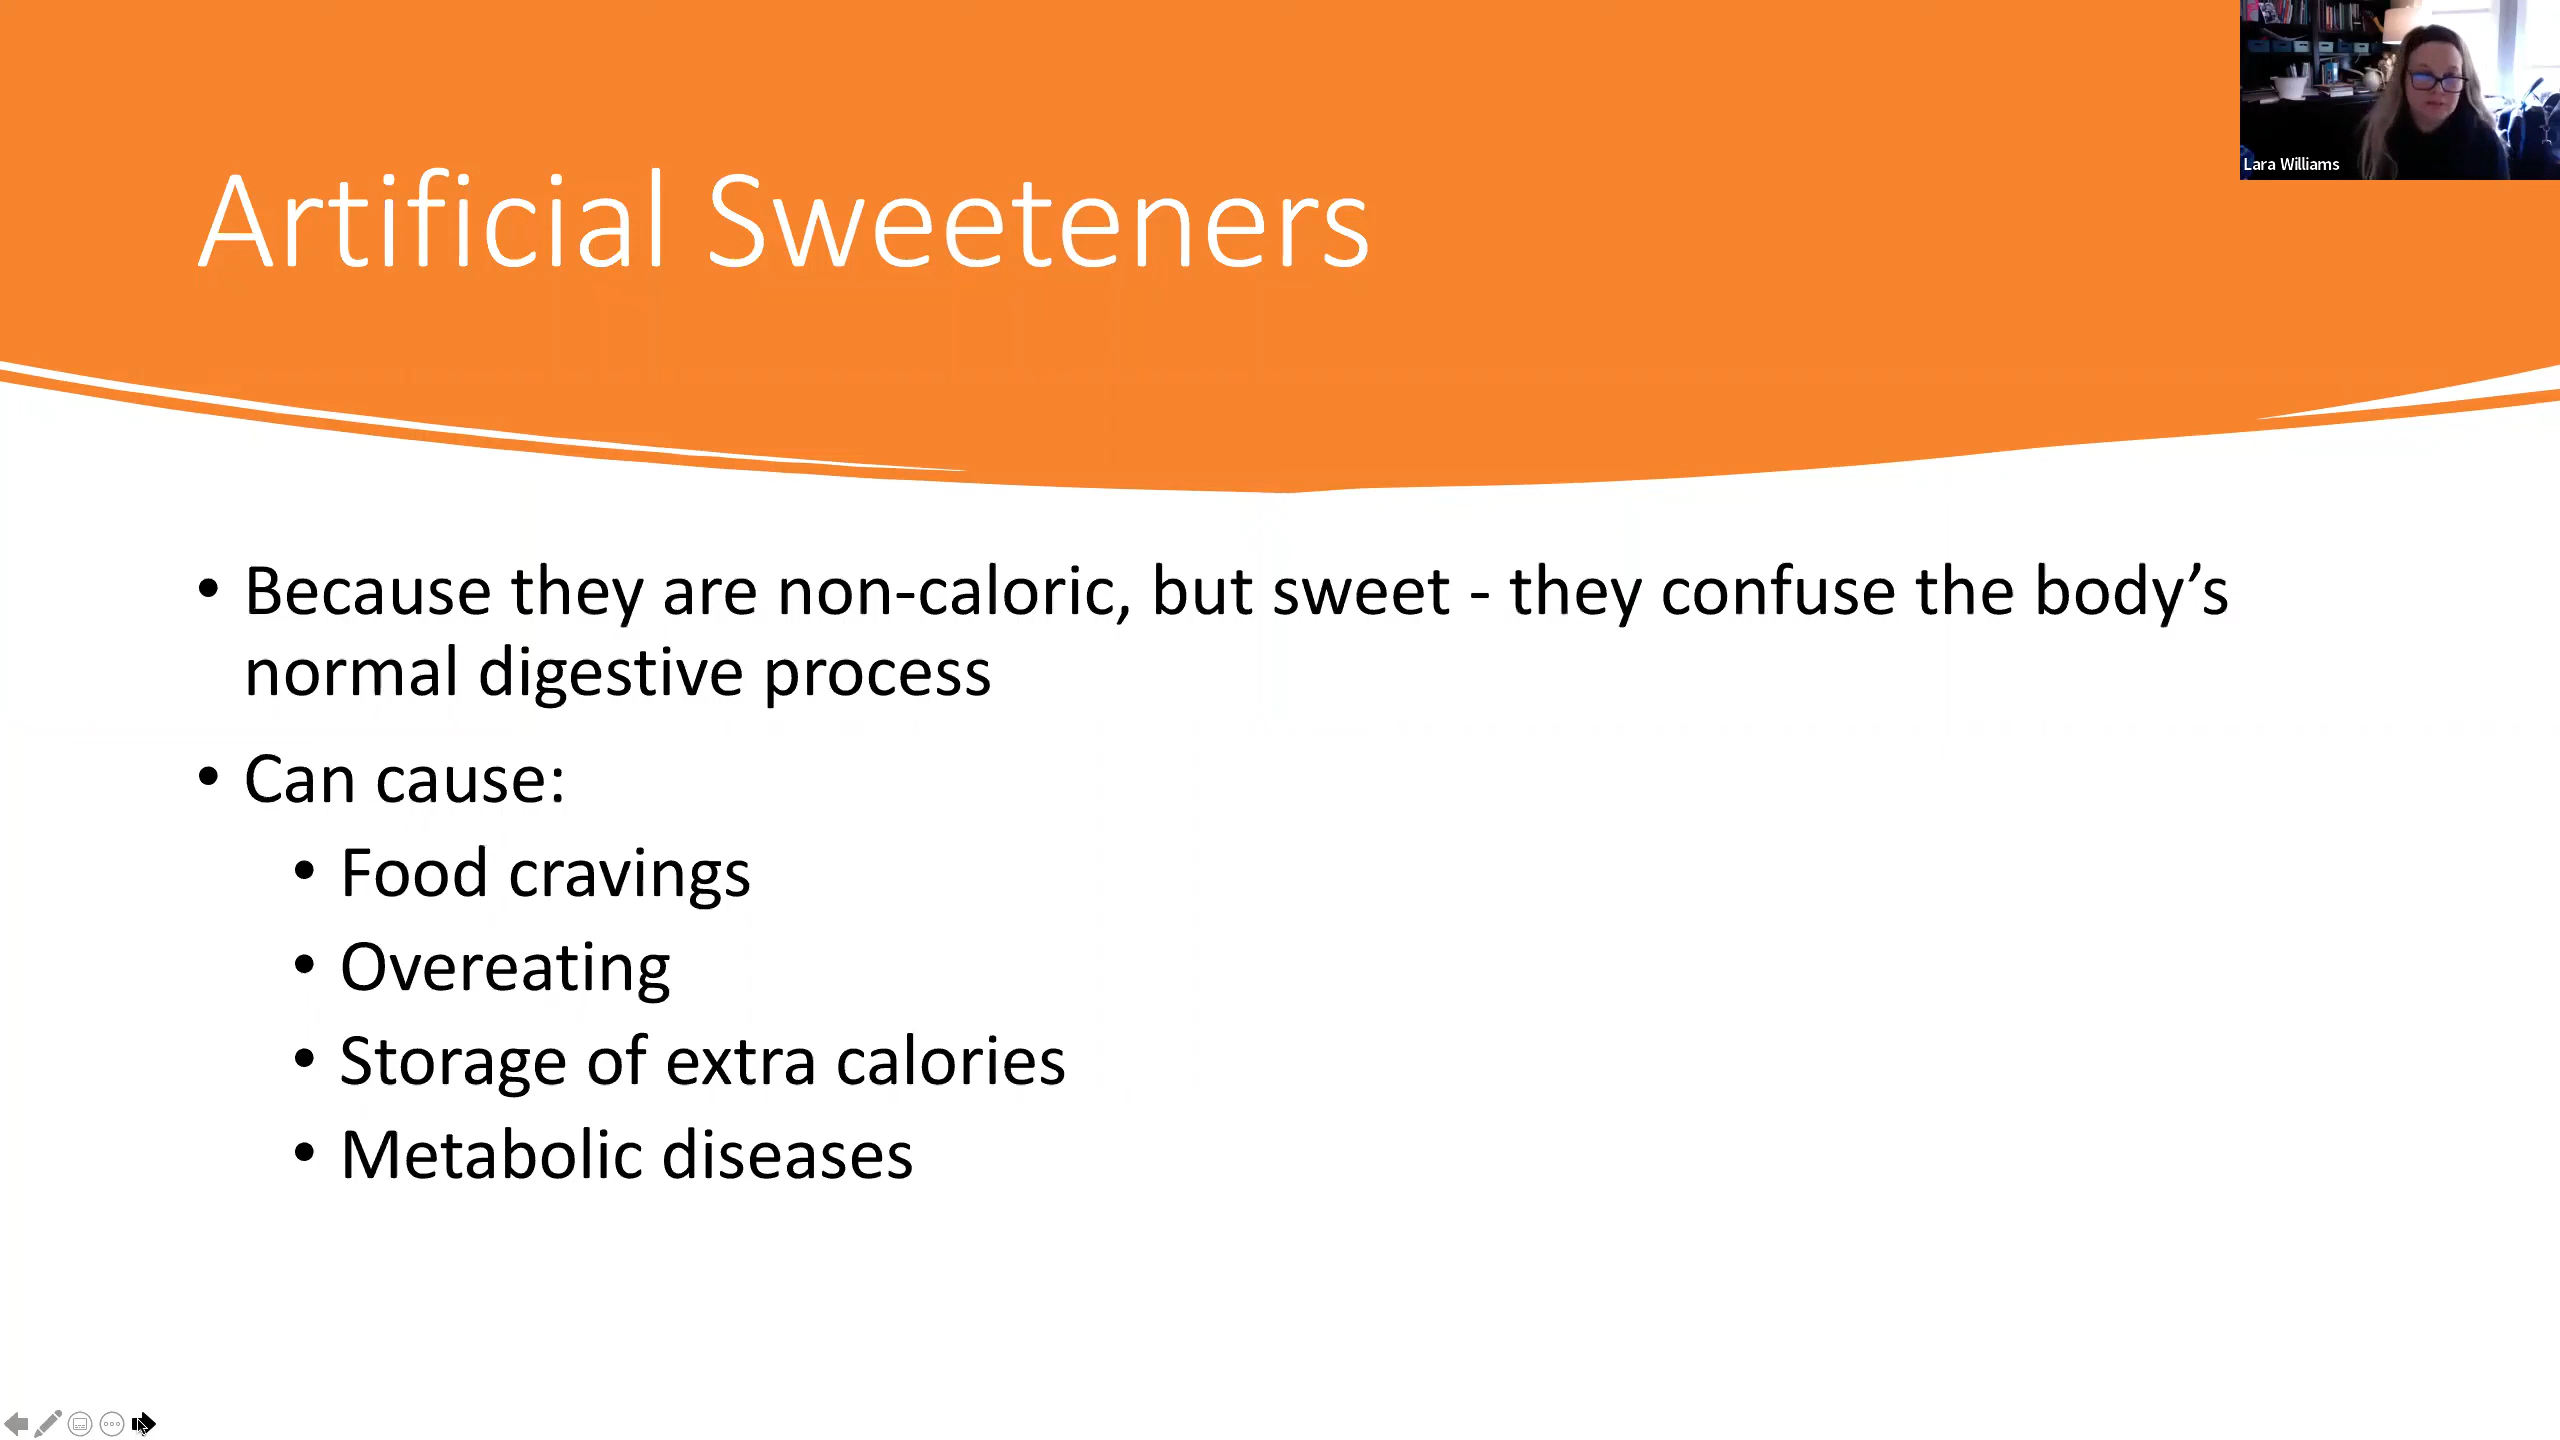 Lara Williams
Artificial Sweeteners
• Because they are non-caloric, but sweet - they confuse the body’s
normal digestive process
• Can cause:
• Food cravings
• Overeating
• Storage of extra calories
• Metabolic diseases